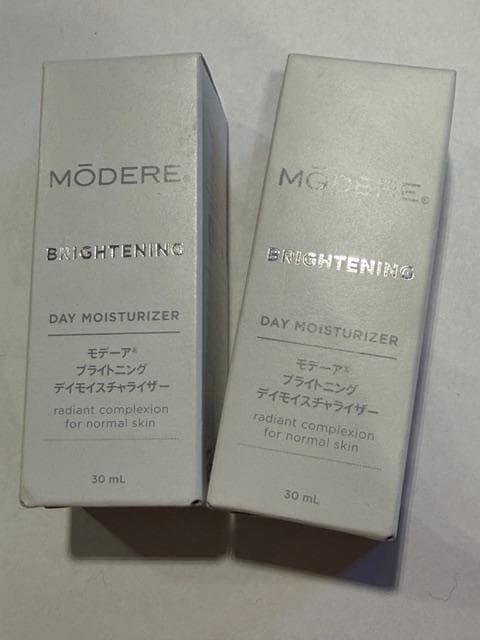 MŌDERE®
BRIGHTENING
DAY MOISTURIZER
モデーア®
ブライトニング
デイモイスチャライザー
radiant complexion
for normal skin
30 mL
MŌDERE®
BRIGHTENING
DAY MOISTURIZER
モデーア®
ブライトニング
デイモイスチャライザー
radiant complexion
for normal skin
30 mL